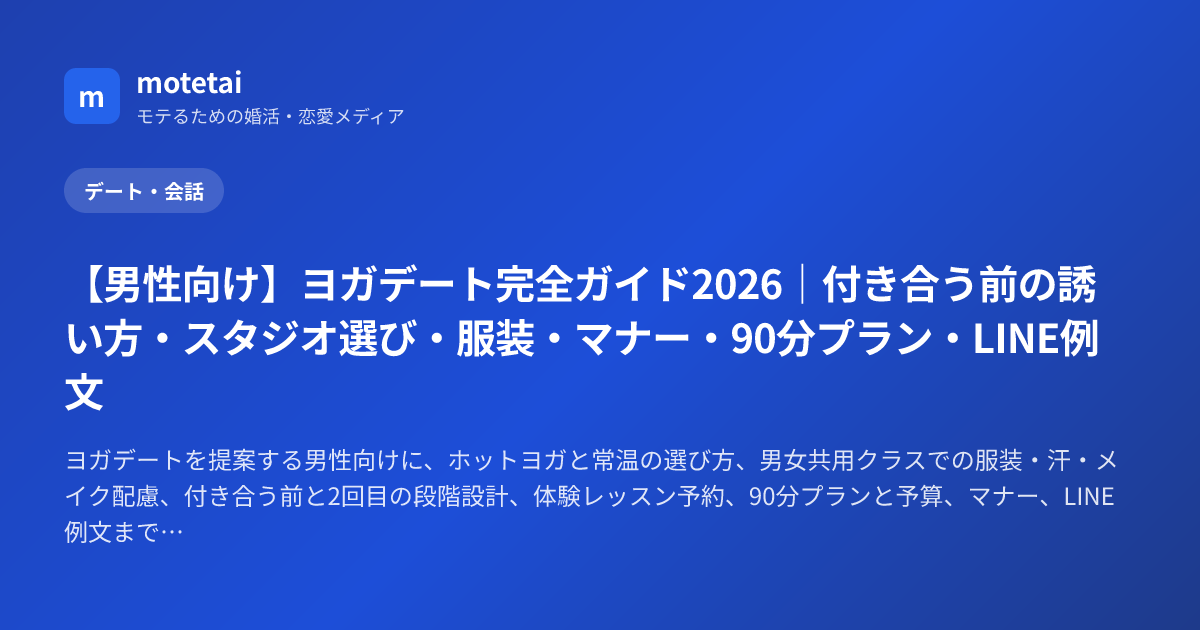 m
motetai
モテるための婚活・恋愛メディア
デート・会話
【男性向け】ヨガデート完全ガイド2026｜付き合う前の誘
い方・スタジオ選び・服装・マナー・90分プラン・LINE例
文
ヨガデートを提案する男性向けに、ホットヨガと常温の選び方、男女共用クラスでの服装・汗・メ
イク配慮、付き合う前と2回目の段階設計、体験レッスン予約、90分プランと予算、マナー、LINE
例文まで…